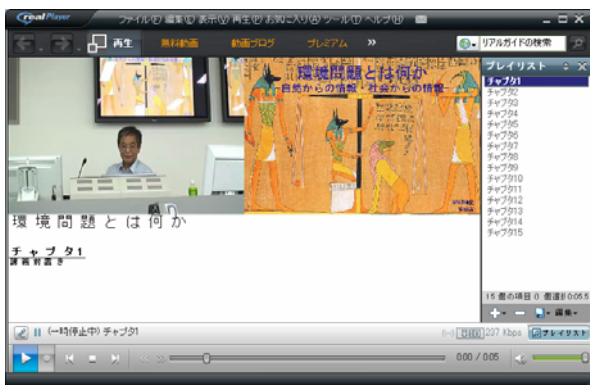 realPlayer
ファイル(F) 編集(E) 表示(V) 再生(P) お気に入り(A) ツール(T) ヘルプ(H)
再生 無料動画 動画ブログ プレミアム »
リアルガイドの検索
環境問題とは何か
自然からの情報・社会からの情報
プレイリスト
チャプタ1
チャプタ2
チャプタ3
チャプタ4
チャプタ5
チャプタ6
チャプタ7
チャプタ8
チャプタ9
チャプタ10
チャプタ11
チャプタ12
チャプタ13
チャプタ14
チャプタ15
環境問題とは何か
チャプタ1
講義前置き
編集
(一時停止中) チャプタ1
237 Kbps
プレイリスト
0:00 / 0:05